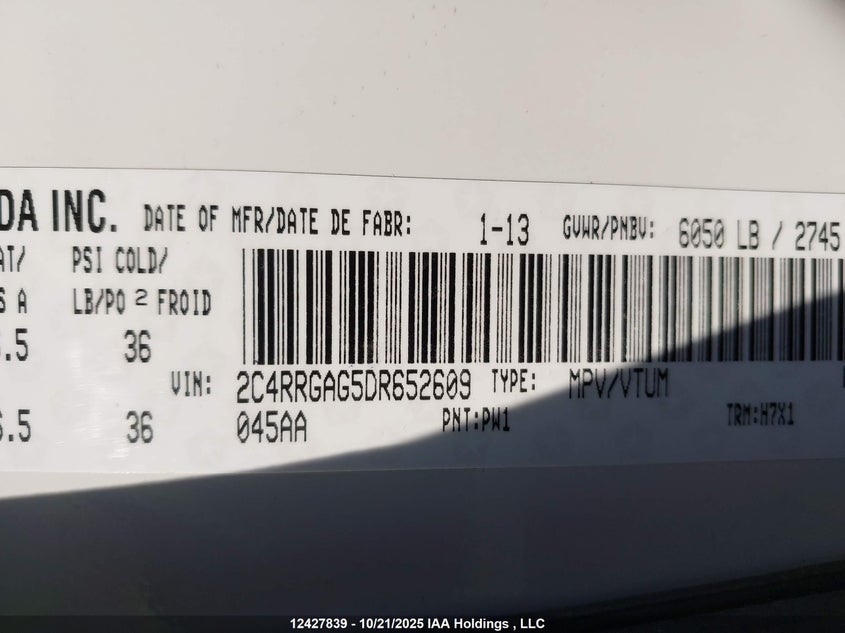 DA INC. DATE OF MFR/DATE DE FABR: 1-13 GVWR/PNBV: 6050 LB / 2745
AT/ PSI COLD/
S A LB/PO 2 FROID
.5 36
VIN: 2C4RRGAG5DR652609 TYPE: MPV/VTUM
6.5 36 045AA PNT:PW1 TRM:H7X1
12427839 - 10/21/2025 IAA Holdings , LLC